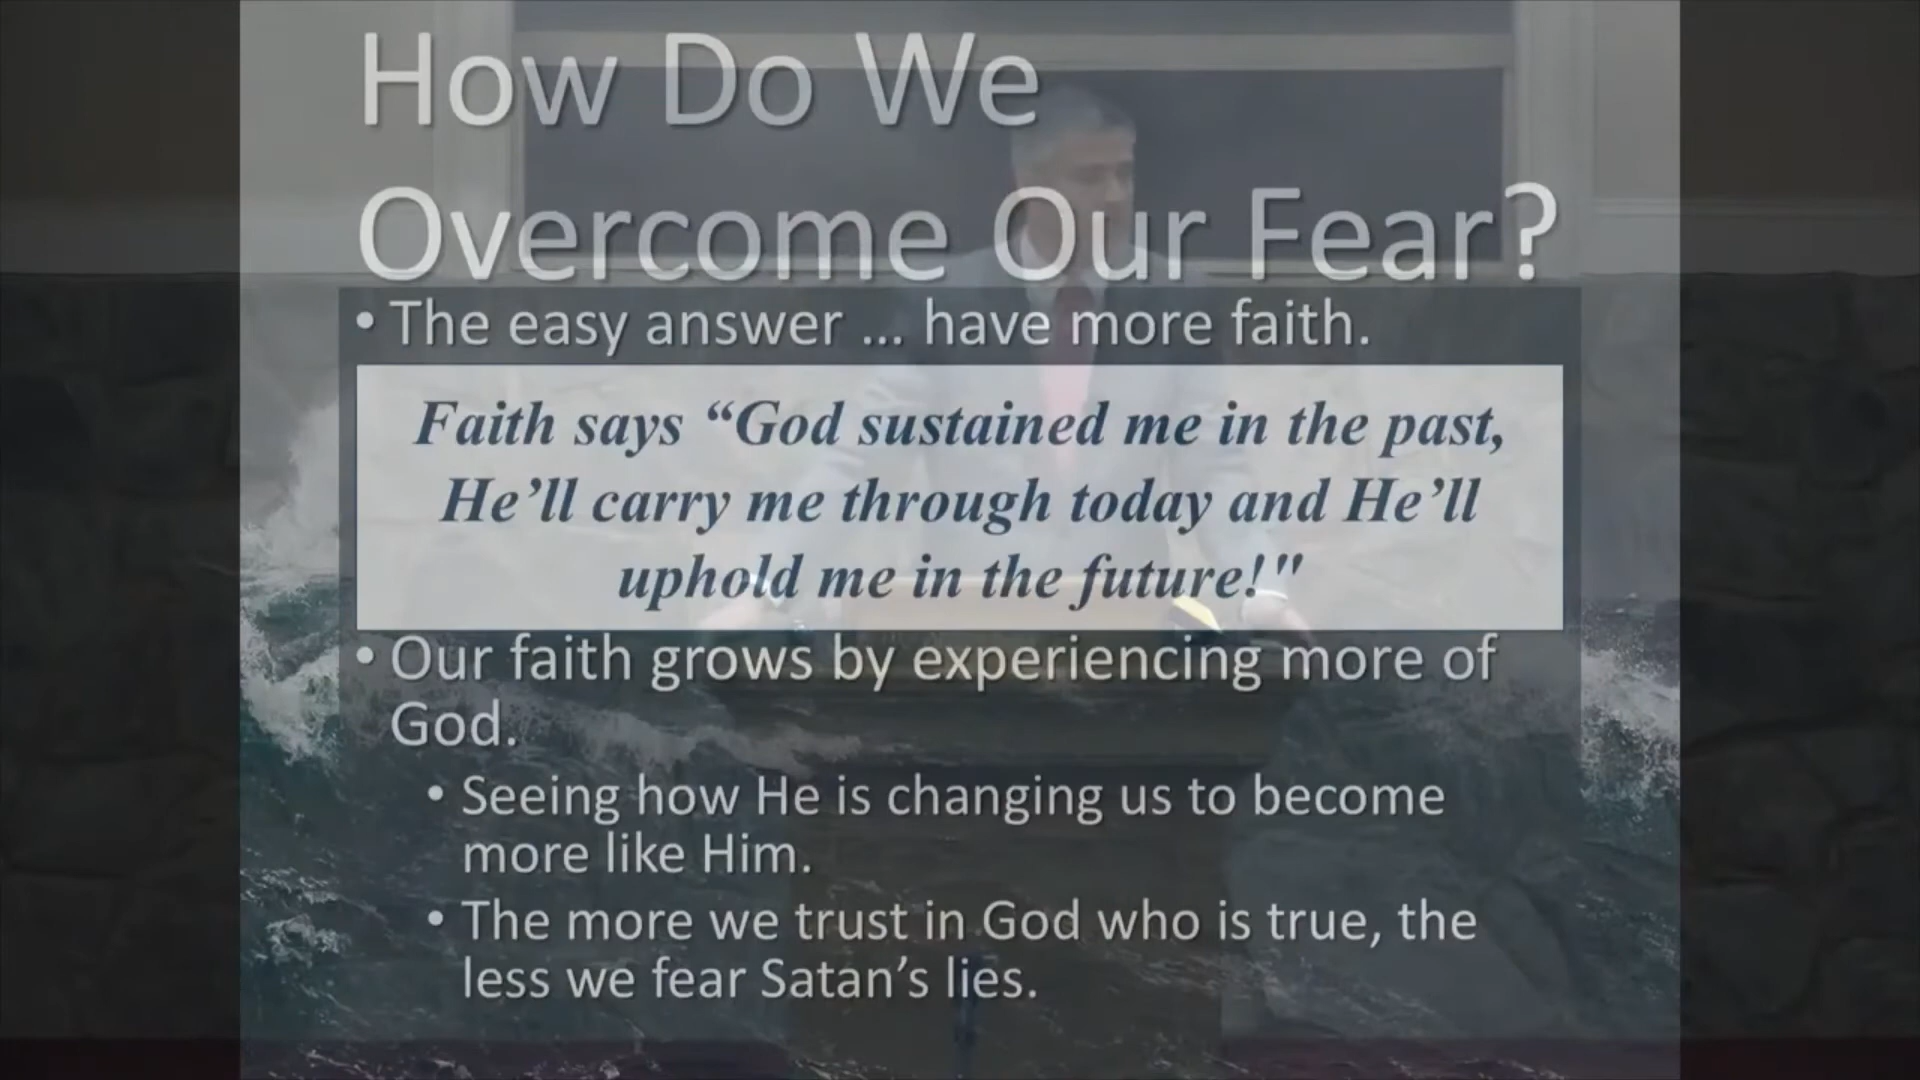 How Do We
Overcome Our Fear?
• The easy answer ... have more faith.
Faith says “God sustained me in the past,
He’ll carry me through today and He’ll
uphold me in the future!"
• Our faith grows by experiencing more of
God.
• Seeing how He is changing us to become
more like Him.
• The more we trust in God who is true, the
less we fear Satan’s lies.